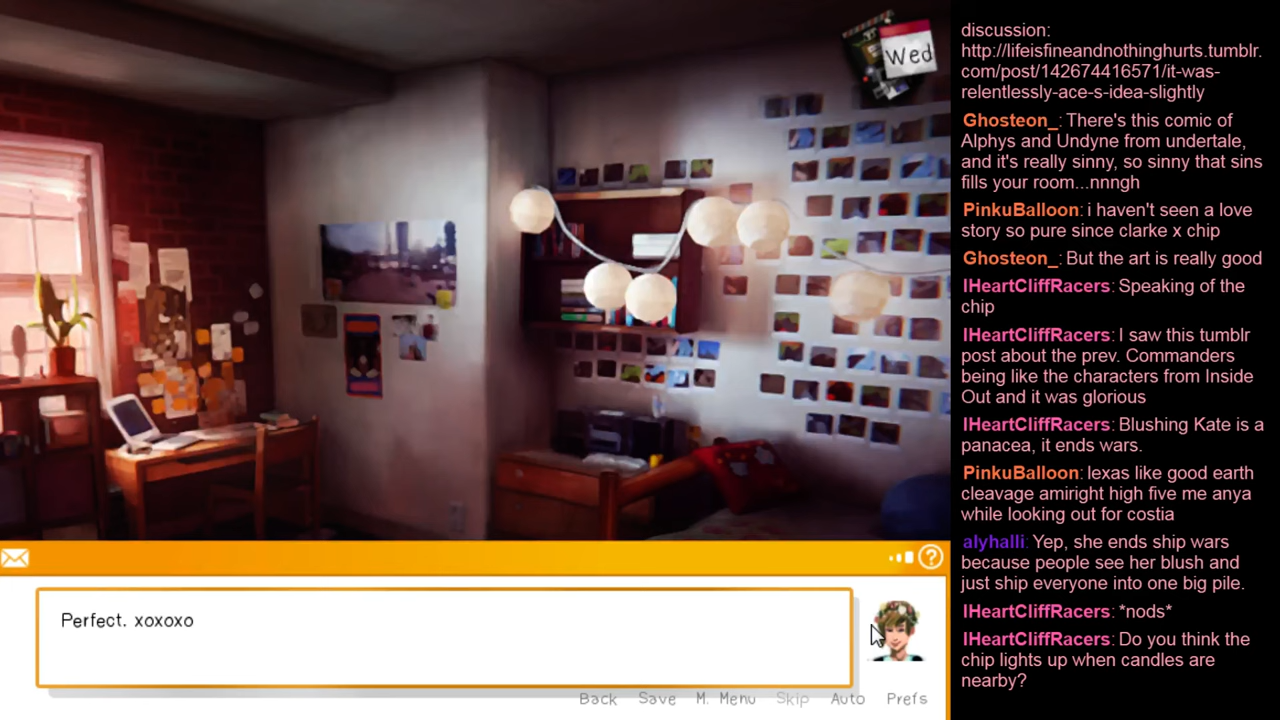 Wed
Perfect. xoxoxo
Back Save M. Menu Skip Auto Prefs
discussion:
http://lifeisfineandnothinghurts.tumblr.
com/post/142674416571/it-was-
relentlessly-ace-s-idea-slightly
Ghosteon_: There's this comic of
Alphys and Undyne from undertale,
and it's really sinny, so sinny that sins
fills your room...nnngh
PinkuBalloon: i haven't seen a love
story so pure since clarke x chip
Ghosteon_: But the art is really good
IHeartCliffRacers: Speaking of the
chip
IHeartCliffRacers: I saw this tumblr
post about the prev. Commanders
being like the characters from Inside
Out and it was glorious
IHeartCliffRacers: Blushing Kate is a
panacea, it ends wars.
PinkuBalloon: lexas like good earth
cleavage amiright high five me anya
while looking out for costia
alyhalli: Yep, she ends ship wars
because people see her blush and
just ship everyone into one big pile.
IHeartCliffRacers: *nods*
IHeartCliffRacers: Do you think the
chip lights up when candles are
nearby?